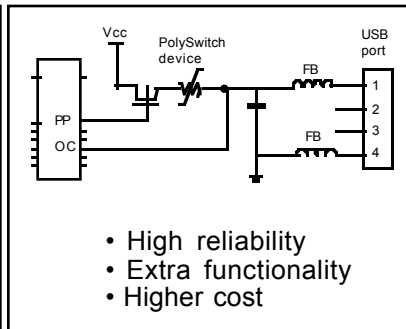 Vcc
PolySwitch
device
USB
port
FB
1
PP
2
FB
3
OC
4
• High reliability
• Extra functionality
• Higher cost